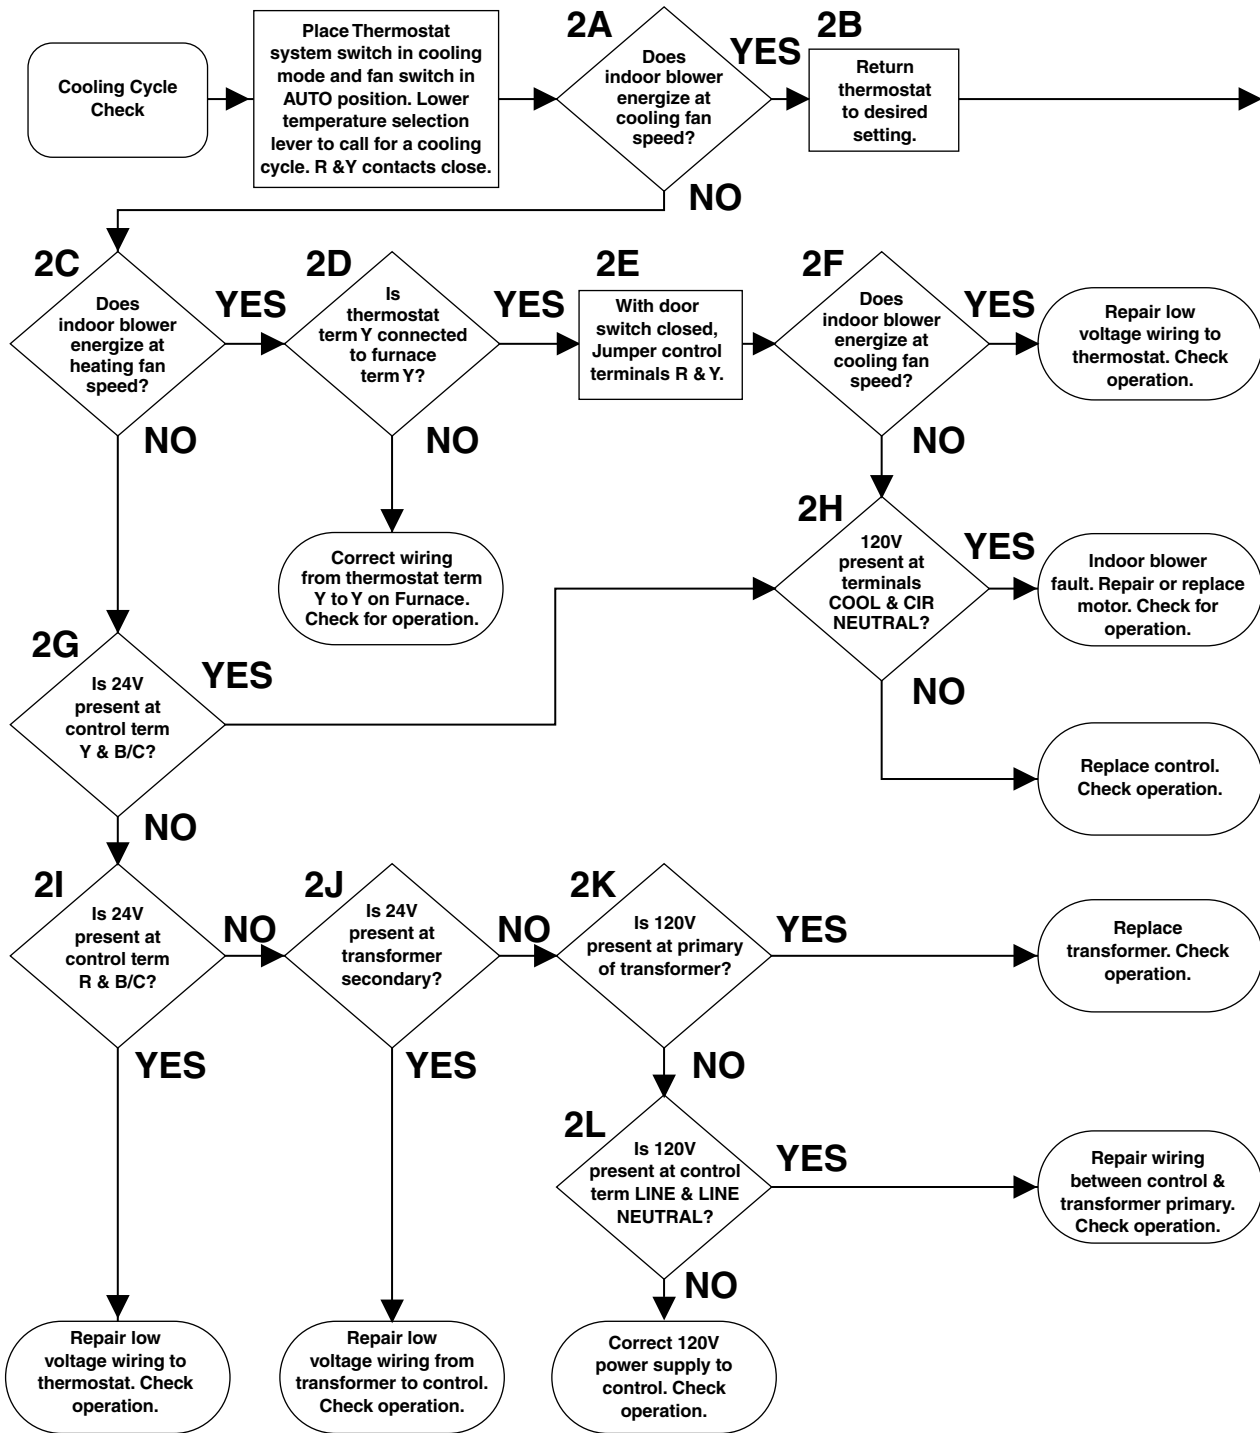 Cooling Cycle
Check
Place Thermostat
system switch in cooling
mode and fan switch in
AUTO position. Lower
temperature selection
lever to call for a cooling
cycle. R &Y contacts close.
2A
Does
indoor blower
energize at
cooling fan
speed?
YES
2B
Return
thermostat
to desired
setting.
NO
2C
Does
indoor blower
energize at
heating fan
speed?
YES
2D
Is
thermostat
term Y connected
to furnace
term Y?
YES
2E
With door
switch closed,
Jumper control
terminals R & Y.
2F
Does
indoor blower
energize at
cooling fan
speed?
YES
Repair low
voltage wiring to
thermostat. Check
operation.
NO
NO
NO
Correct wiring
from thermostat term
Y to Y on Furnace.
Check for operation.
2H
120V
present at
terminals
COOL & CIR
NEUTRAL?
YES
Indoor blower
fault. Repair or replace
motor. Check for
operation.
2G
Is 24V
present at
control term
Y & B/C?
YES
NO
Replace control.
Check operation.
NO
2I
Is 24V
present at
control term
R & B/C?
NO
2J
Is 24V
present at
transformer
secondary?
NO
2K
Is 120V
present at primary
of transformer?
YES
Replace
transformer. Check
operation.
YES
YES
NO
2L
Is 120V
present at control
term LINE & LINE
NEUTRAL?
YES
Repair wiring
between control &
transformer primary.
Check operation.
NO
Repair low
voltage wiring to
thermostat. Check
operation.
Repair low
voltage wiring from
transformer to control.
Check operation.
Correct 120V
power supply to
control. Check
operation.